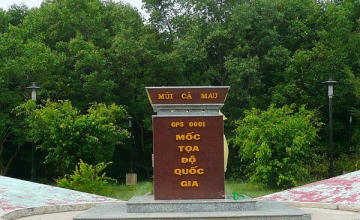 MŨI CÀ MAU
GPS 0001
MỐC
TỌA
ĐỘ
QUỐC
GIA